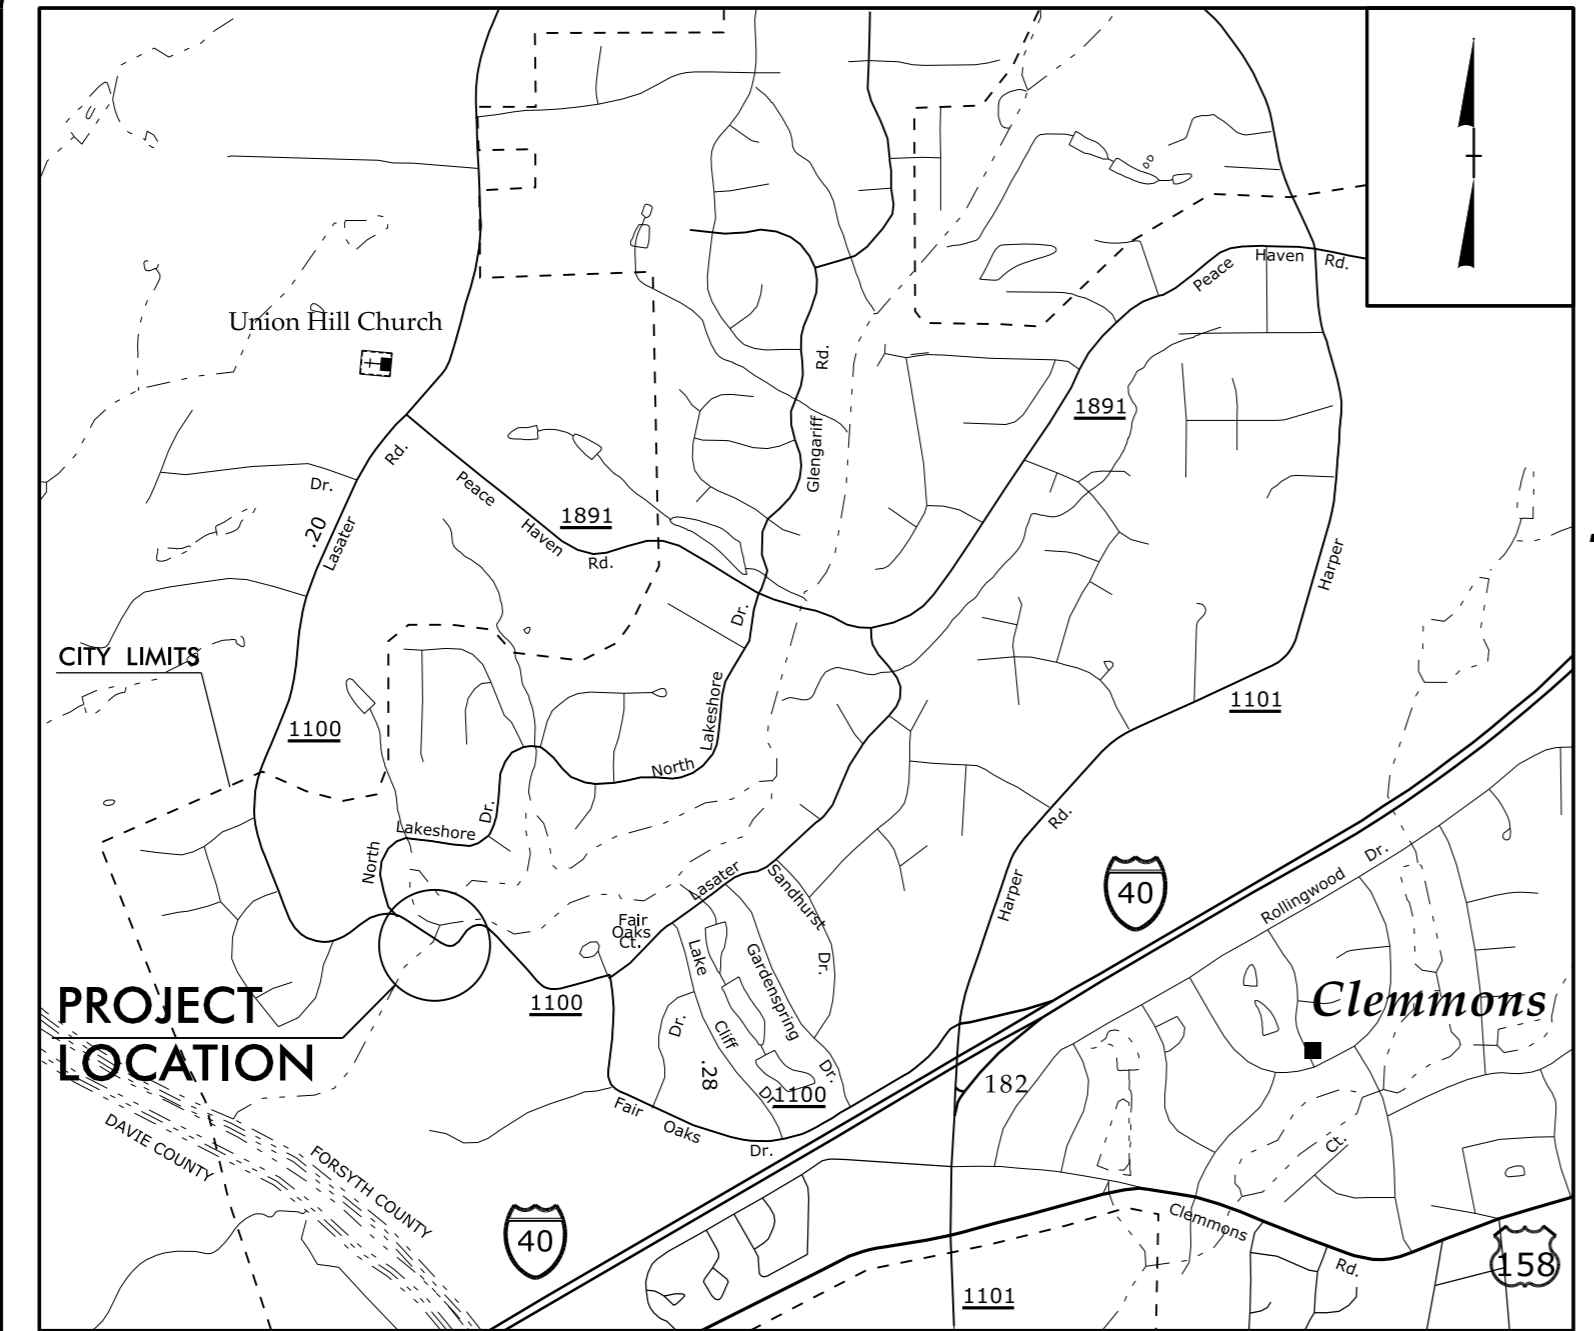 Union Hill Church
Peace
Haven
Rd.
Rd.
Glengariff
1891
Rd.
Dr.
.20
Lasater
Peace
Haven
Rd.
1891
Harper
Dr.
CITY LIMITS
1100
Lakeshore
North
1101
Dr.
Lakeshore
North
Rd.
Harper
40
Rollingwood
Dr.
Lasater
Sandhurst
Dr.
Fair
Oaks
Ct.
Lake
Cliff
Dr.
Gardenspring
Dr.
PROJECT
LOCATION
1100
Dr.
.28
1100
Clemmons
182
Fair
Oaks
Dr.
DAVIE COUNTY
FORSYTH COUNTY
Ct.
40
Clemmons
Rd.
158
1101